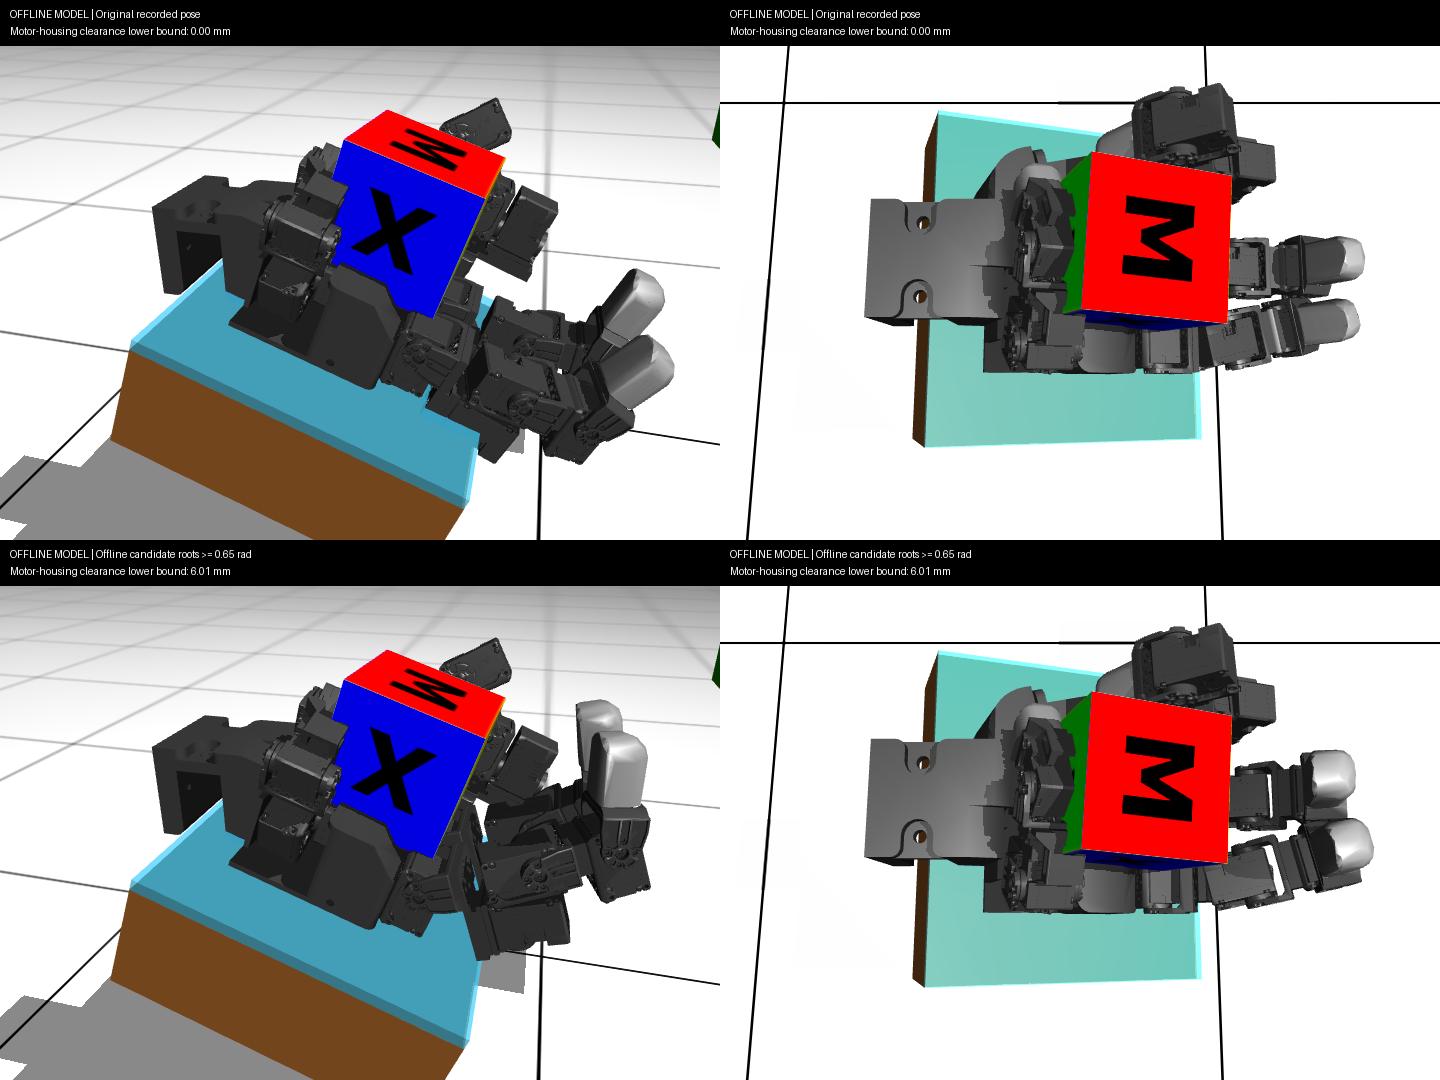 OFFLINE MODEL | Original recorded pose
Motor-housing clearance lower bound: 0.00 mm
OFFLINE MODEL | Original recorded pose
Motor-housing clearance lower bound: 0.00 mm
M
X
M
OFFLINE MODEL | Offline candidate roots >= 0.65 rad
Motor-housing clearance lower bound: 6.01 mm
OFFLINE MODEL | Offline candidate roots >= 0.65 rad
Motor-housing clearance lower bound: 6.01 mm
M
X
M